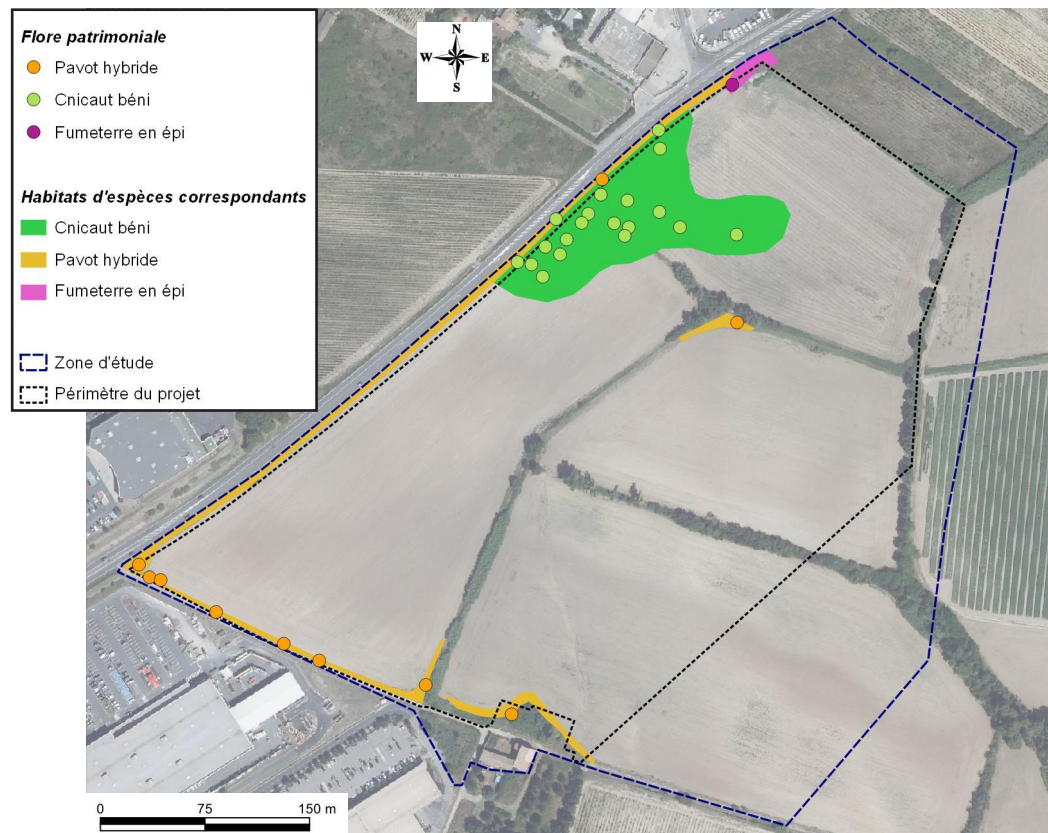 Flore patrimoniale
Pavot hybride
Cnicaut béni
Fumeterre en épi
Habitats d'espèces correspondants
Cnicaut béni
Pavot hybride
Fumeterre en épi
Zone d'étude
Périmètre du projet
N
W E
S
0 75 150 m